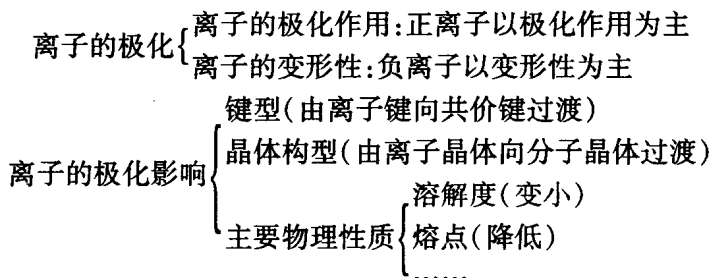 离子的极化作用:正离子以极化作用为主
离子的极化
离子的变形性:负离子以变形性为主
键型(由离子键向共价键过渡)
晶体构型(由离子晶体向分子晶体过渡)
离子的极化影响
溶解度(变小)
主要物理性质
熔点(降低)
……